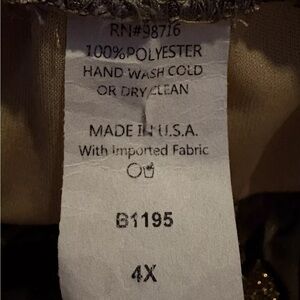 RN#98716
100%POLYESTER
HAND WASH COLD
OR DRY CLEAN
MADE IN U.S.A.
With Imported Fabric
B1195
4X